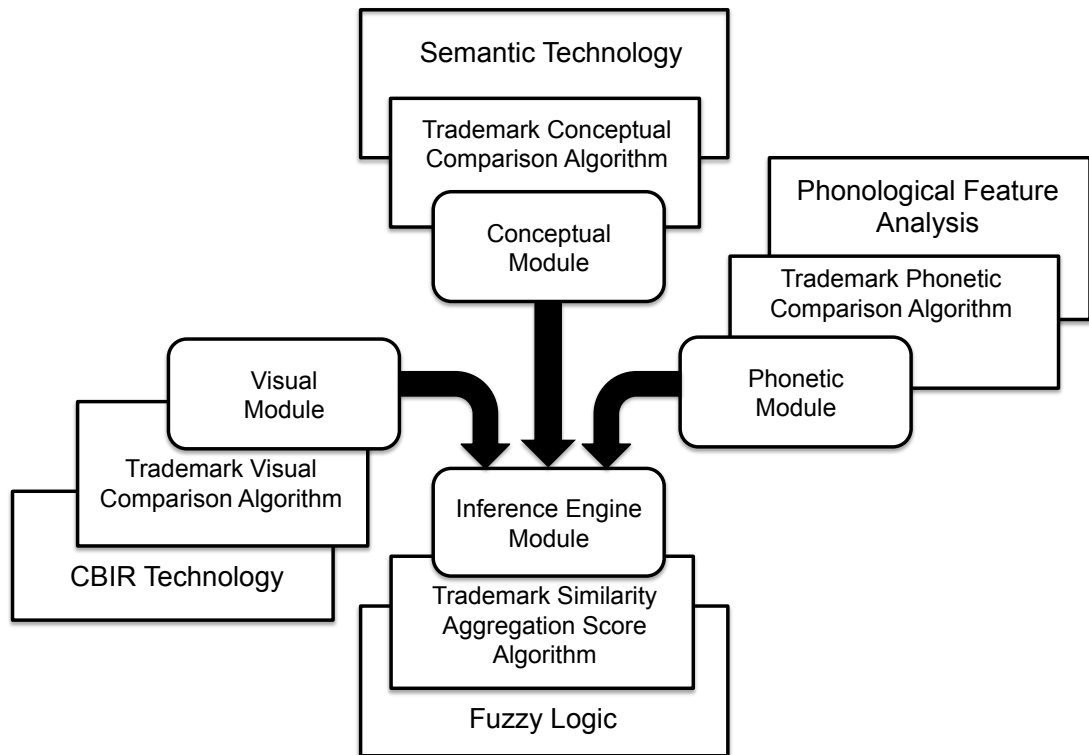 Semantic Technology
Trademark Conceptual
Comparison Algorithm
Conceptual
Module
Phonological Feature
Analysis
Trademark Phonetic
Comparison Algorithm
Phonetic
Module
Visual
Module
Trademark Visual
Comparison Algorithm
CBIR Technology
Inference Engine
Module
Trademark Similarity
Aggregation Score
Algorithm
Fuzzy Logic